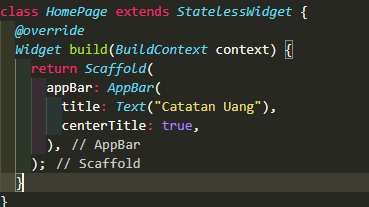 class HomePage extends StatelessWidget {
  @override
  Widget build(BuildContext context) {
    return Scaffold(
      appBar: AppBar(
        title: Text("Catatan Uang"),
        centerTitle: true,
      ), // AppBar
    ); // Scaffold
  }
}